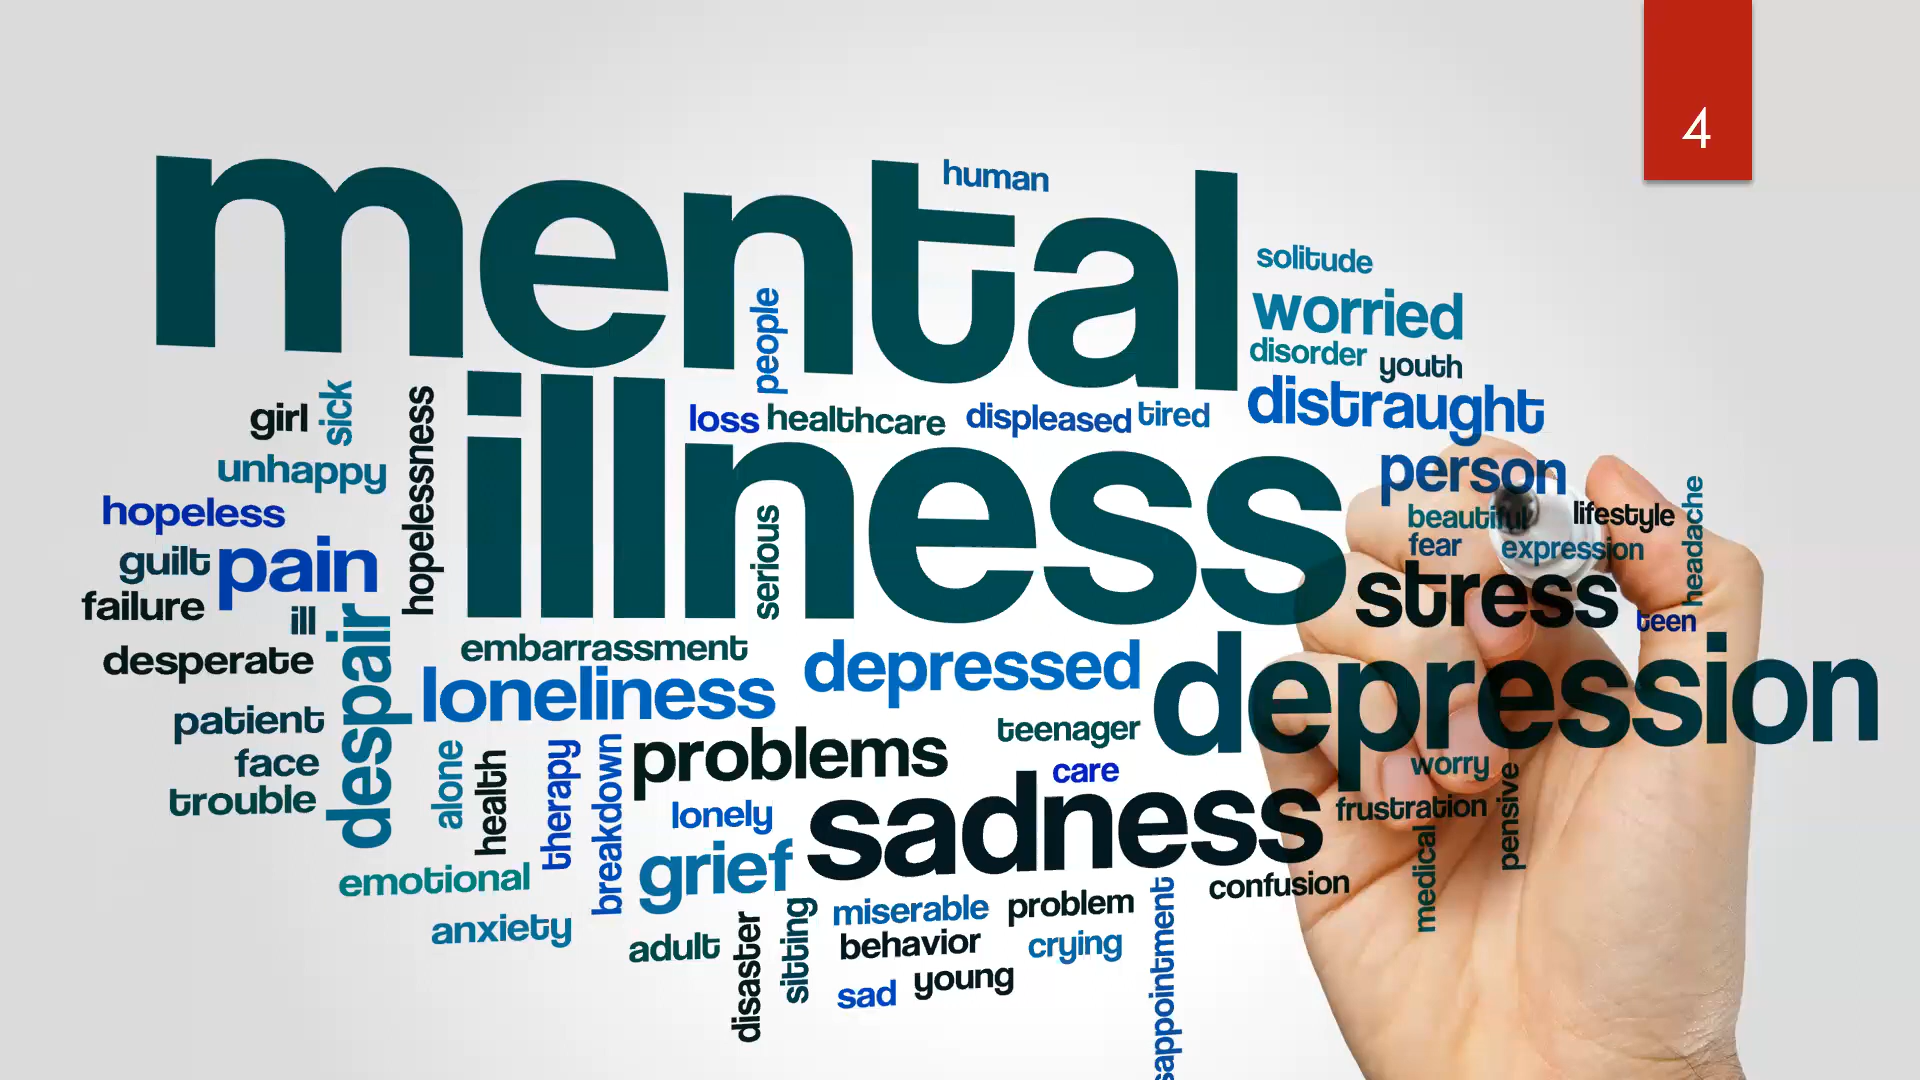 4
mental
human
solitude
people
worried
disorder
youth
illness
girl
sick
hopelessness
loss
healthcare
displeased
tired
distraught
unhappy
person
hopeless
serious
beautiful
lifestyle
headache
guilt
pain
fear
expression
failure
ill
stress
teen
desperate
despair
embarrassment
loneliness
depressed
depression
patient
teenager
face
alone
health
therapy
breakdown
problems
care
worry
pensive
trouble
lonely
sadness
frustration
medical
emotional
grief
confusion
anxiety
adult
disaster
sitting
miserable
problem
behavior
crying
sappointment
sad
young